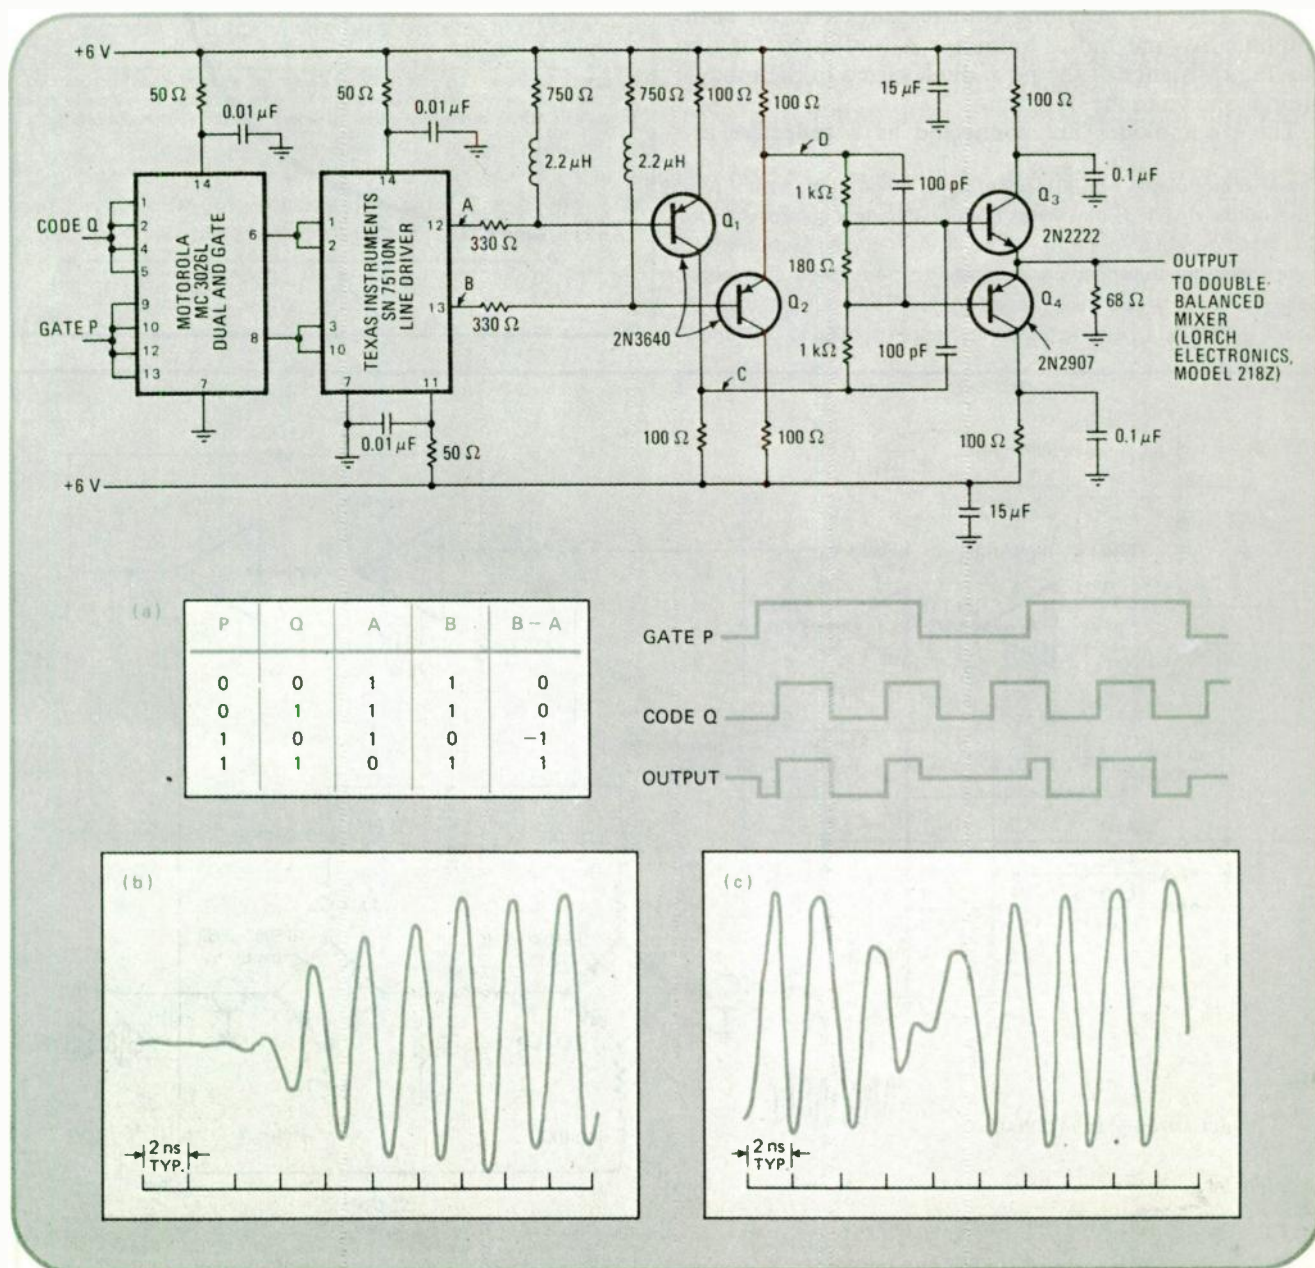 +6 V
50 Ω
0.01 µF
50 Ω
0.01 µF
750 Ω
750 Ω
100 Ω
100 Ω
15 µF
100 Ω
2.2 µH
2.2 µH
D
0.1 µF
14
14
1 kΩ
100 pF
Q3
2N2222
CODE Q
1
2
4
5
6
GATE P
9
10
12
13
8
7
MOTOROLA
MC 3026L
DUAL AND GATE
1
2
3
10
7
11
12
13
TEXAS INSTRUMENTS
SN 75110N
LINE DRIVER
A
330 Ω
B
330 Ω
Q1
Q2
2N3640
180 Ω
1 kΩ
100 pF
C
Q4
2N2907
68 Ω
OUTPUT
TO DOUBLE-
BALANCED
MIXER
(LORCH
ELECTRONICS,
MODEL 218Z)
0.01 µF
50 Ω
100 Ω
100 Ω
100 Ω
0.1 µF
+6 V
15 µF
(a)
P Q A B B – A
0 0 1 1 0
0 1 1 1 0
1 0 1 0 –1
1 1 0 1 1
GATE P
CODE Q
OUTPUT
(b)
2 ns
TYP.
(c)
2 ns
TYP